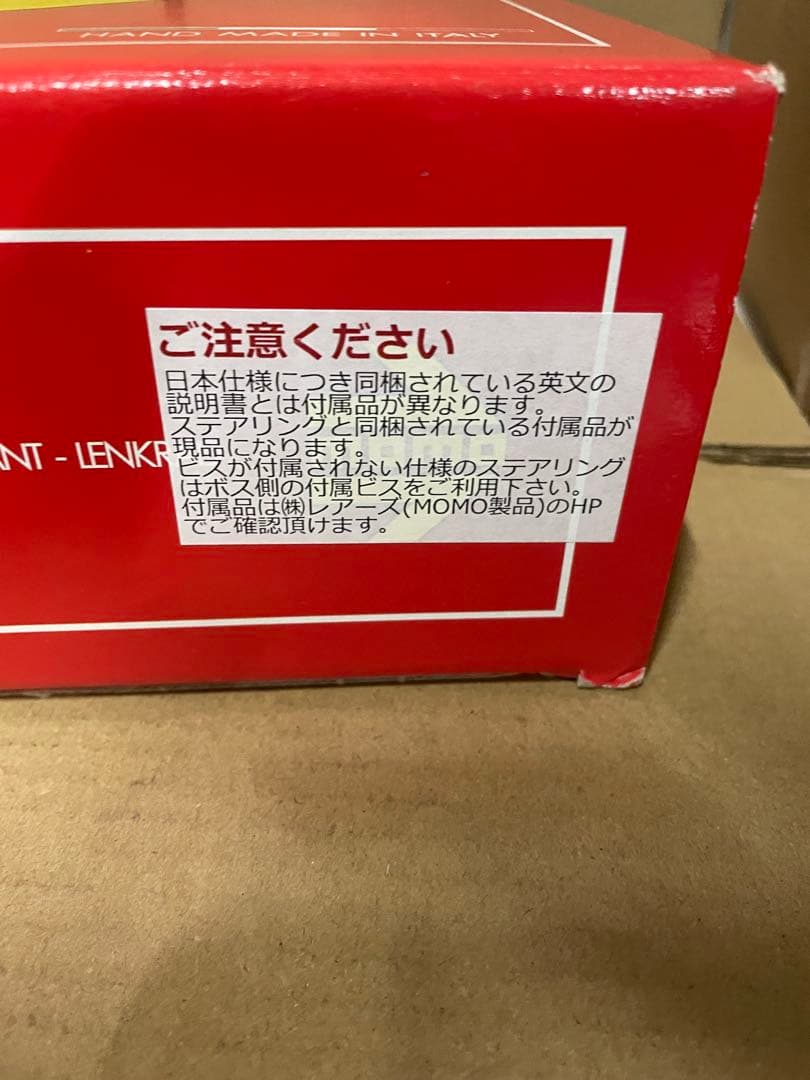 HAND MADE IN ITALY
ANT - LENKR
ご注意ください
日本仕様につき同梱されている英文の
説明書とは付属品が異なります。
ステアリングと同梱されている付属品が
現品になります。
ビスが付属されない仕様のステアリング
はボス側の付属ビスをご利用下さい。
付属品は㈱レアーズ(MOMO製品)のHP
でご確認頂けます。